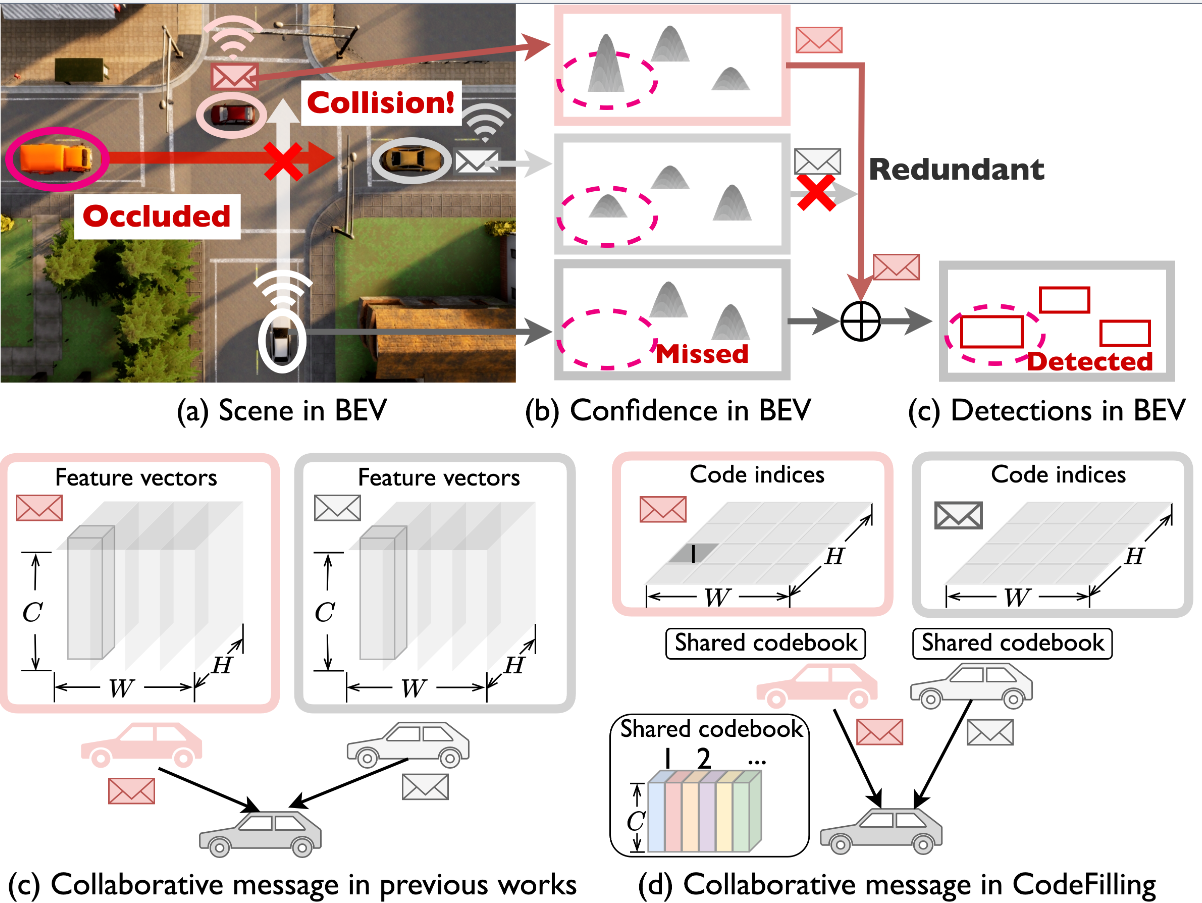 Collision!
Occluded
Redundant
Missed
Detected
(a) Scene in BEV
(b) Confidence in BEV
(c) Detections in BEV
Feature vectors
C
W
H
Feature vectors
C
W
H
Code indices
1
W
H
Code indices
W
H
Shared codebook
Shared codebook
Shared codebook
1 2 ...
C
(c) Collaborative message in previous works
(d) Collaborative message in CodeFilling